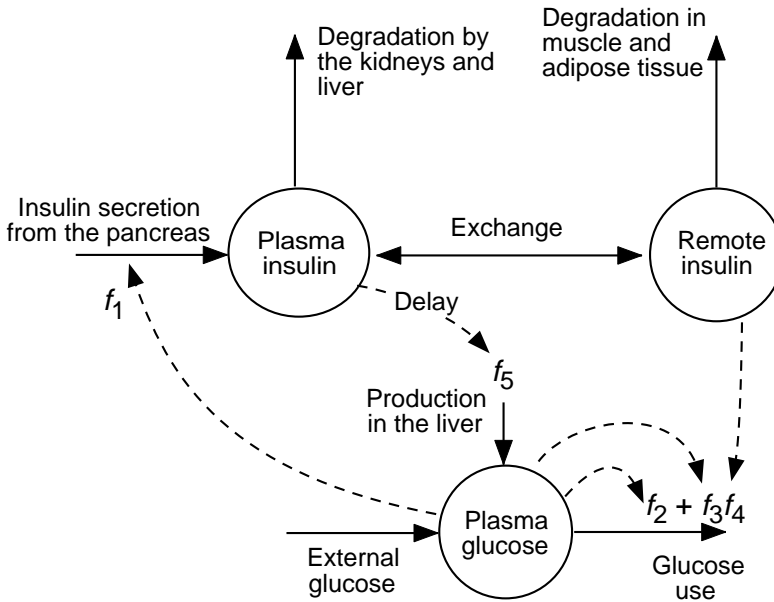 Degradation by
the kidneys and
liver
Degradation in
muscle and
adipose tissue
Insulin secretion
from the pancreas
Plasma
insulin
Exchange
Remote
insulin
f1
Delay
f5
Production
in the liver
f2 + f3f4
Plasma
glucose
External
glucose
Glucose
use